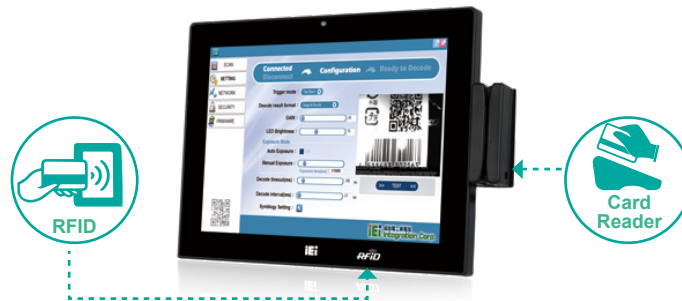 SCAN
SETTING
NETWORK
SECURITY
FIRMWARE
Connected
Disconnect
Configuration
Ready to Decode
Trigger mode :
Decode result format :
GAIN :
LED Brightness :
Exposure Mode
Auto Exposure :
Manual Exposure :
Decode timeout(ms) :
Decode interval(ms) :
Symbology Setting :
TEST
iEi Integration Corp
iEi
RFID
RFID
Card
Reader